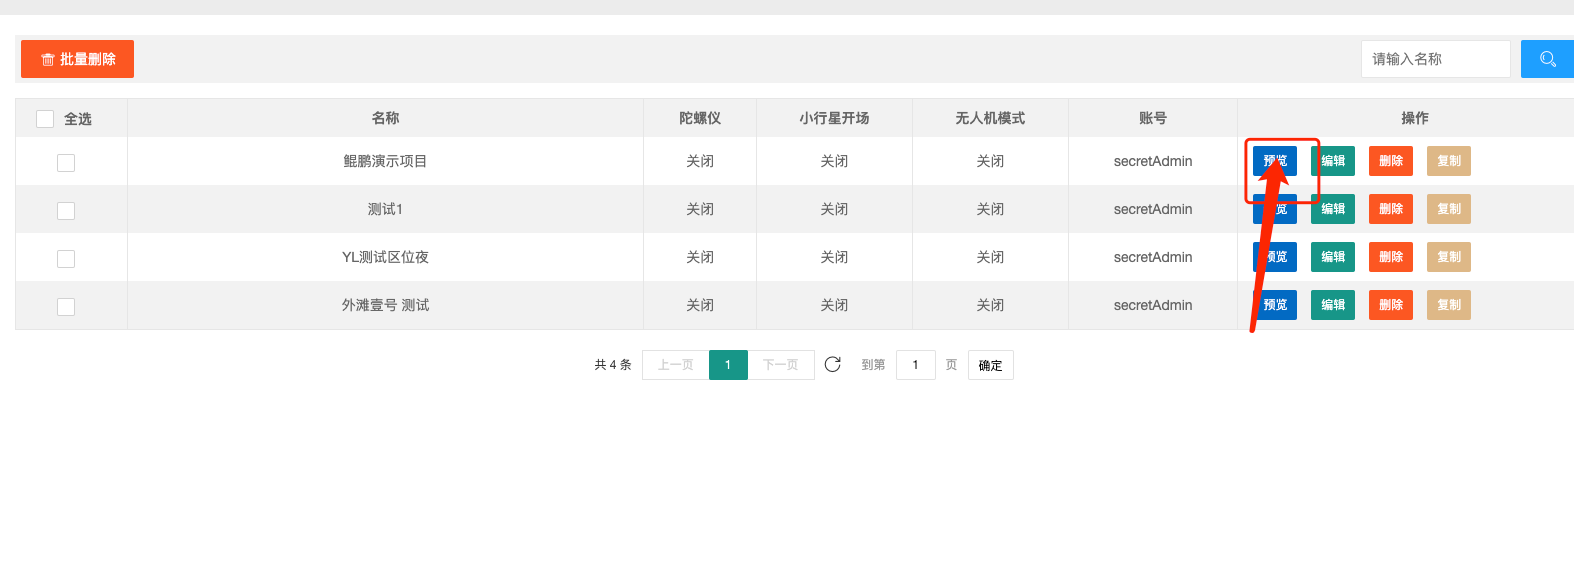 批量删除
请输入名称
全选 名称 陀螺仪 小行星开场 无人机模式 账号 操作
鲲鹏演示项目 关闭 关闭 关闭 secretAdmin 预览 编辑 删除 复制
测试1 关闭 关闭 关闭 secretAdmin 预览 编辑 删除 复制
YL测试区位夜 关闭 关闭 关闭 secretAdmin 预览 编辑 删除 复制
外滩壹号 测试 关闭 关闭 关闭 secretAdmin 预览 编辑 删除 复制
共 4 条 上一页 1 下一页 到第 1 页 确定